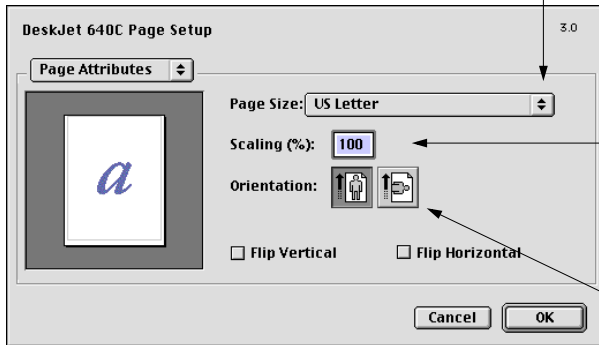 DeskJet 640C Page Setup 3.0
Page Attributes
Page Size: US Letter
Scaling (%): 100
a
Orientation:
Flip Vertical Flip Horizontal
Cancel OK